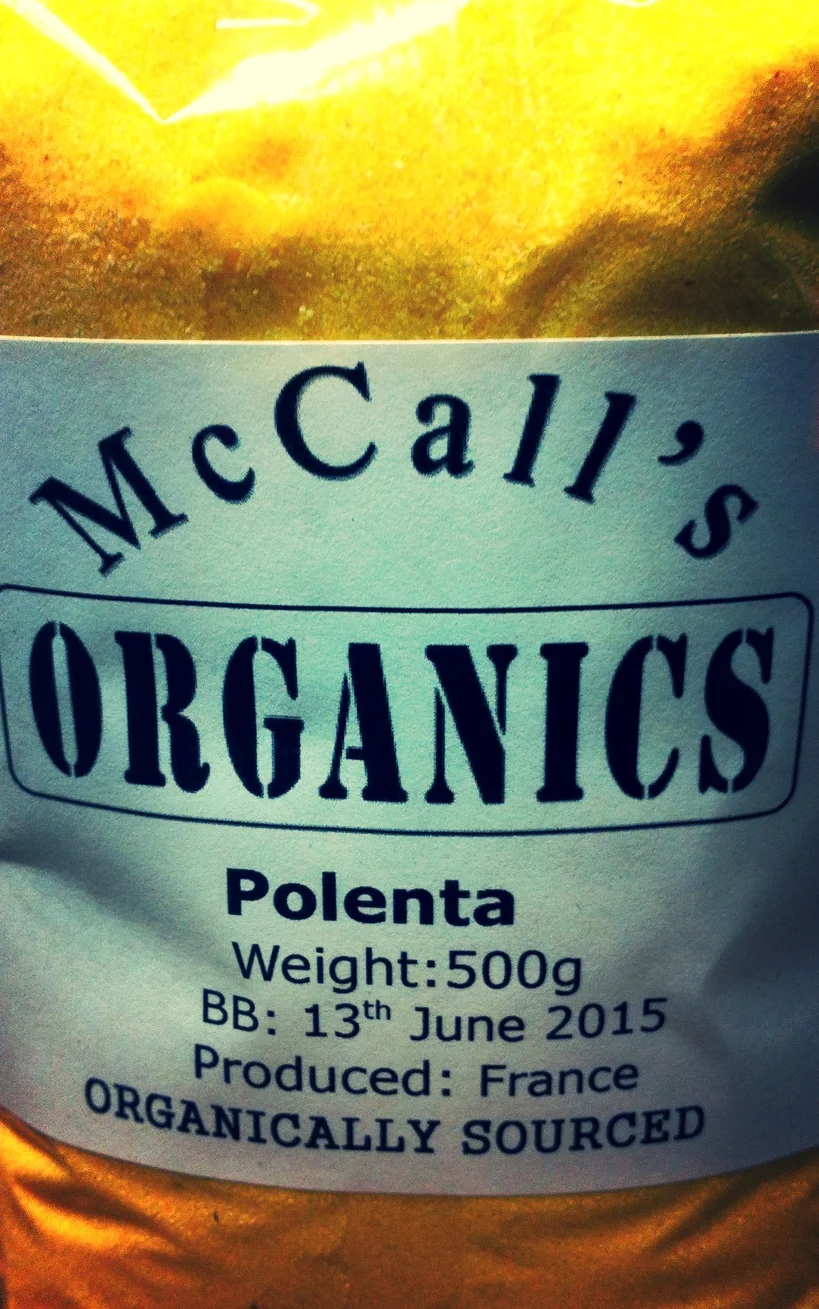 McCall's
ORGANICS
Polenta
Weight:500g
BB: 13th June 2015
Produced: France
ORGANICALLY SOURCED